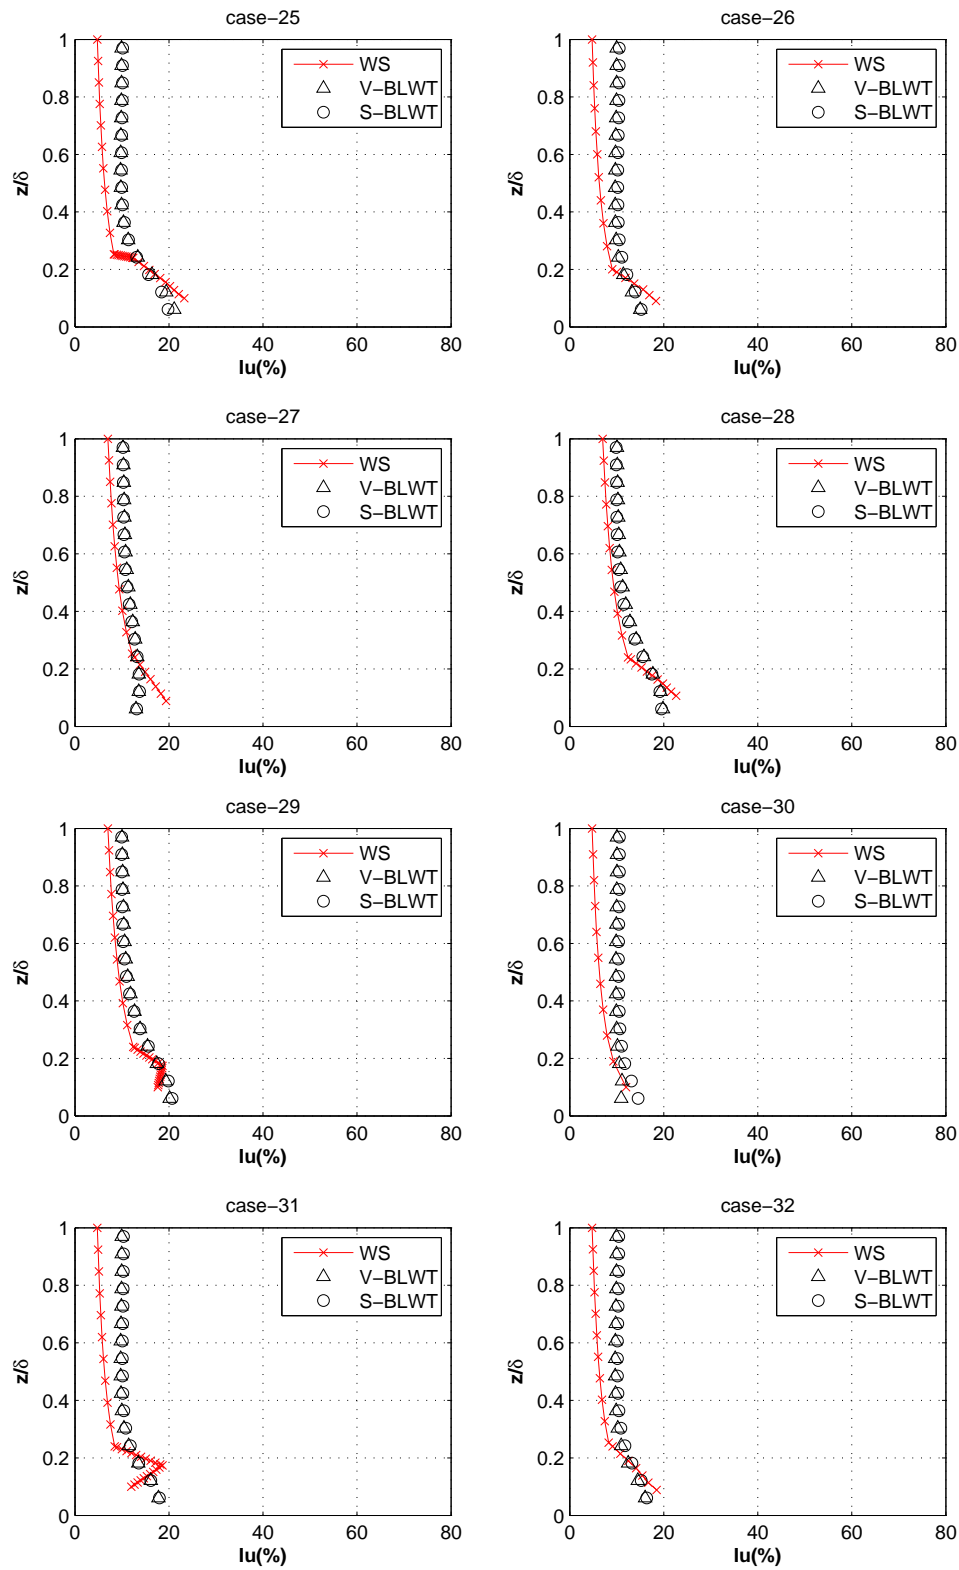 case−25
1
0.8
0.6
0.4
0.2
0
z/δ
0 20 40 60 80
Iu(%)
WS
V−BLWT
S−BLWT
case−26
1
0.8
0.6
0.4
0.2
0
z/δ
0 20 40 60 80
Iu(%)
WS
V−BLWT
S−BLWT
case−27
1
0.8
0.6
0.4
0.2
0
z/δ
0 20 40 60 80
Iu(%)
WS
V−BLWT
S−BLWT
case−28
1
0.8
0.6
0.4
0.2
0
z/δ
0 20 40 60 80
Iu(%)
WS
V−BLWT
S−BLWT
case−29
1
0.8
0.6
0.4
0.2
0
z/δ
0 20 40 60 80
Iu(%)
WS
V−BLWT
S−BLWT
case−30
1
0.8
0.6
0.4
0.2
0
z/δ
0 20 40 60 80
Iu(%)
WS
V−BLWT
S−BLWT
case−31
1
0.8
0.6
0.4
0.2
0
z/δ
0 20 40 60 80
Iu(%)
WS
V−BLWT
S−BLWT
case−32
1
0.8
0.6
0.4
0.2
0
z/δ
0 20 40 60 80
Iu(%)
WS
V−BLWT
S−BLWT